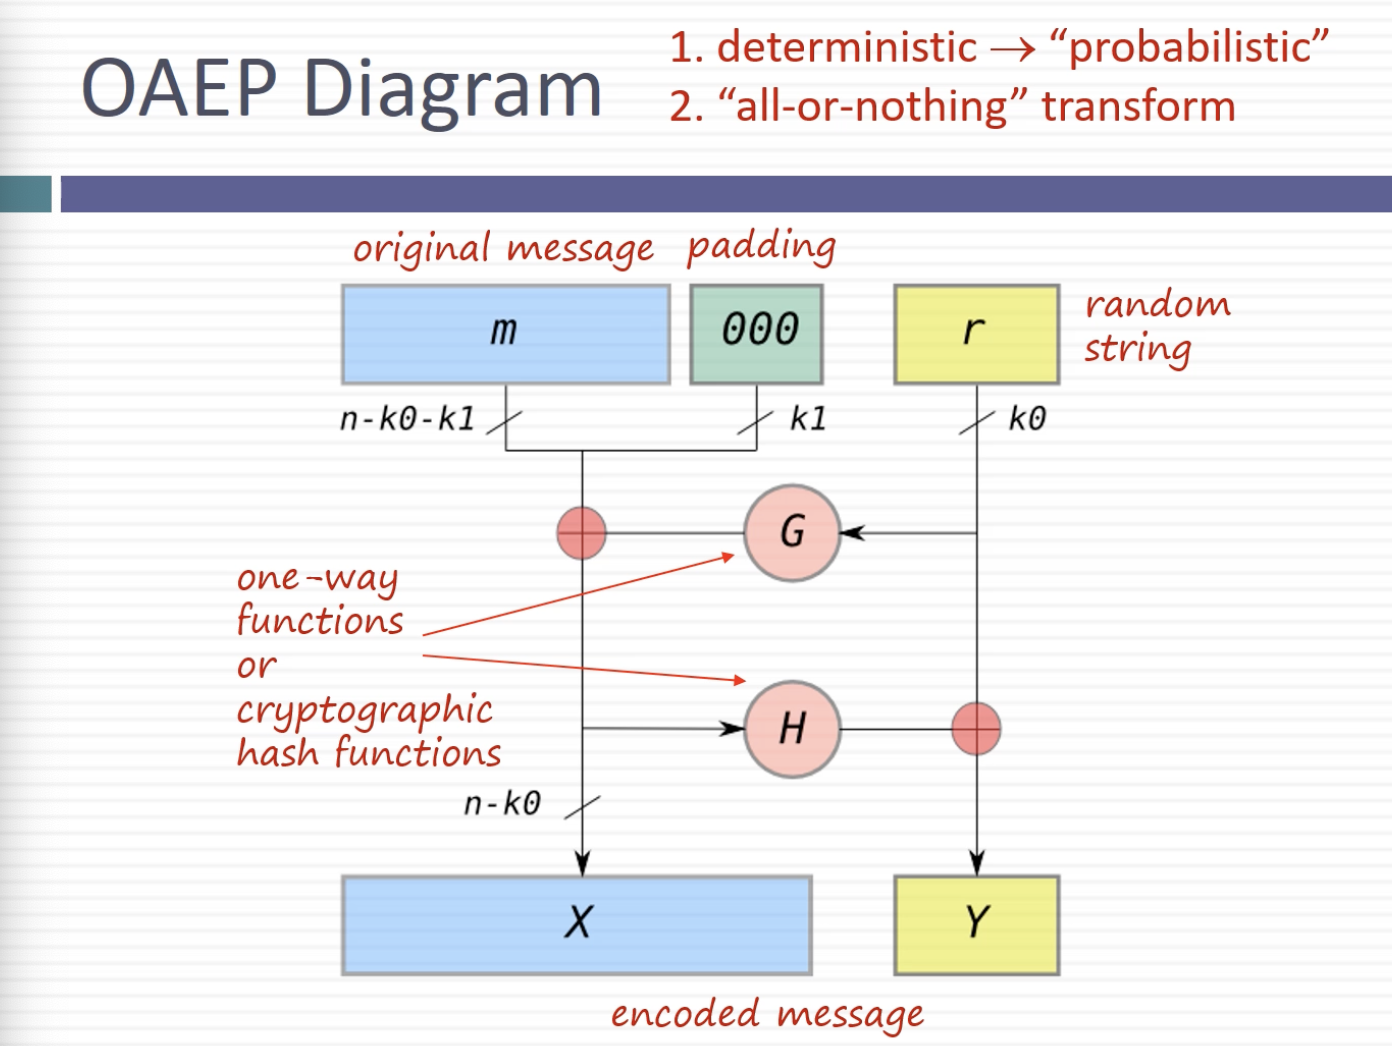 OAEP Diagram
1. deterministic → “probabilistic”
2. “all-or-nothing” transform
original message
padding
m
000
r
random
string
n-k0-k1
k1
k0
G
one-way
functions
or
cryptographic
hash functions
H
n-k0
X
Y
encoded message